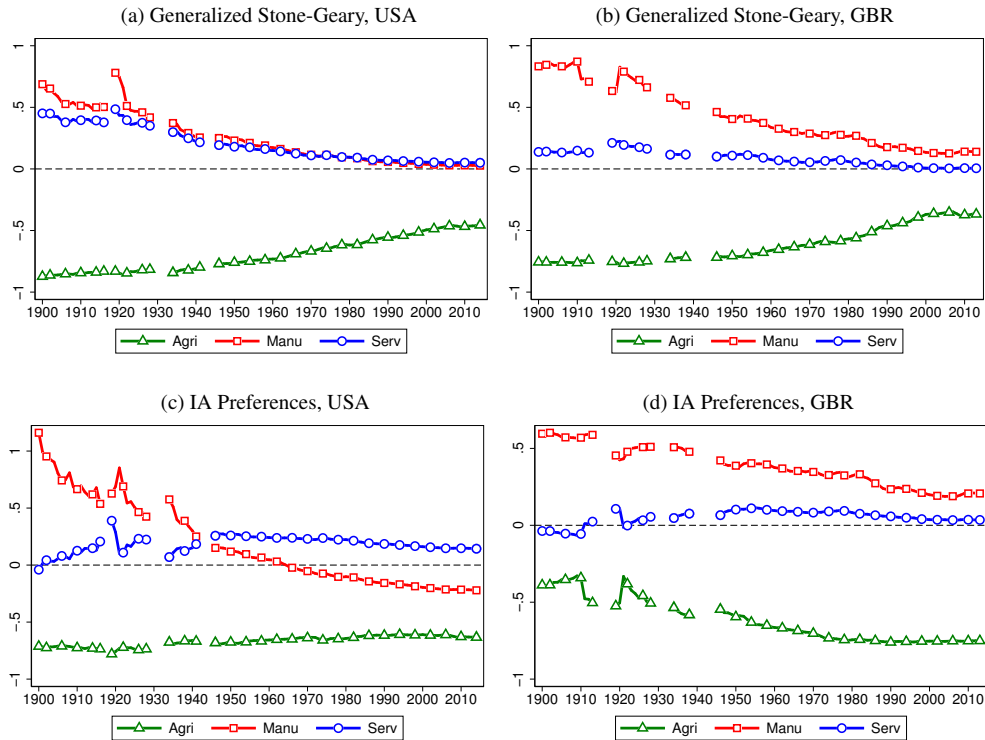 (a) Generalized Stone-Geary, USA
1
.5
0
-.5
-1
1900 1910 1920 1930 1940 1950 1960 1970 1980 1990 2000 2010
Agri Manu Serv
(b) Generalized Stone-Geary, GBR
1
.5
0
-.5
-1
1900 1910 1920 1930 1940 1950 1960 1970 1980 1990 2000 2010
Agri Manu Serv
(c) IA Preferences, USA
1
.5
0
-.5
-1
1900 1910 1920 1930 1940 1950 1960 1970 1980 1990 2000 2010
Agri Manu Serv
(d) IA Preferences, GBR
.5
0
-.5
-1
1900 1910 1920 1930 1940 1950 1960 1970 1980 1990 2000 2010
Agri Manu Serv